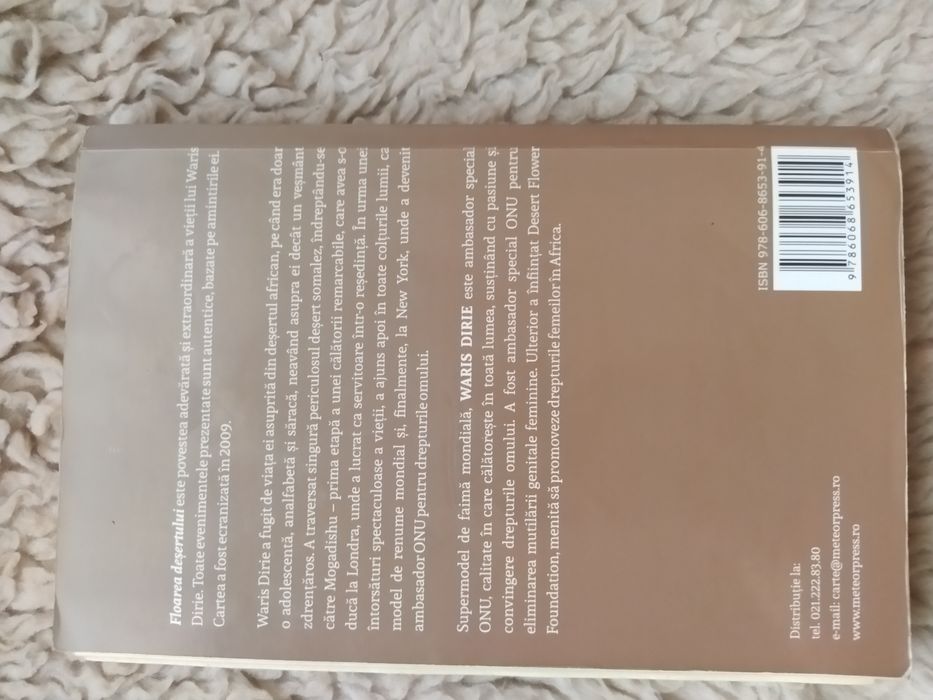 Floarea deșertului este povestea adevărată și extraordinară a vieții lui Waris
Dirie. Toate evenimentele prezentate sunt autentice, bazate pe amintirile ei.
Cartea a fost ecranizată în 2009.
Waris Dirie a fugit de viața ei asuprită din deșertul african, pe când era doar
o adolescentă, analfabetă și săracă, neavând asupra ei decât un veșmânt
zdrențăros. A traversat singură periculosul deșert somalez, îndreptându-se
către Mogadishu – prima etapă a unei călătorii remarcabile, care avea s-o
ducă la Londra, unde a lucrat ca servitoare într-o reședință. În urma unei
întorsături spectaculoase a vieții, a ajuns apoi în toate colțurile lumii, ca
model de renume mondial și, finalmente, la New York, unde a devenit
ambasador ONU pentru drepturile omului.
Supermodel de faimă mondială, WARIS DIRIE este ambasador special
ONU, calitate în care călătorește în toată lumea, susținând cu pasiune și
convingere drepturile omului. A fost ambasador special ONU pentru
eliminarea mutilării genitale feminine. Ulterior a înființat Desert Flower
Foundation, menită să promoveze drepturile femeilor în Africa.
Distribuție la:
tel. 021.222.83.80
e-mail: carte@meteorpress.ro
www.meteorpress.ro
ISBN 978-606-8653-91-4
9 786068 653914